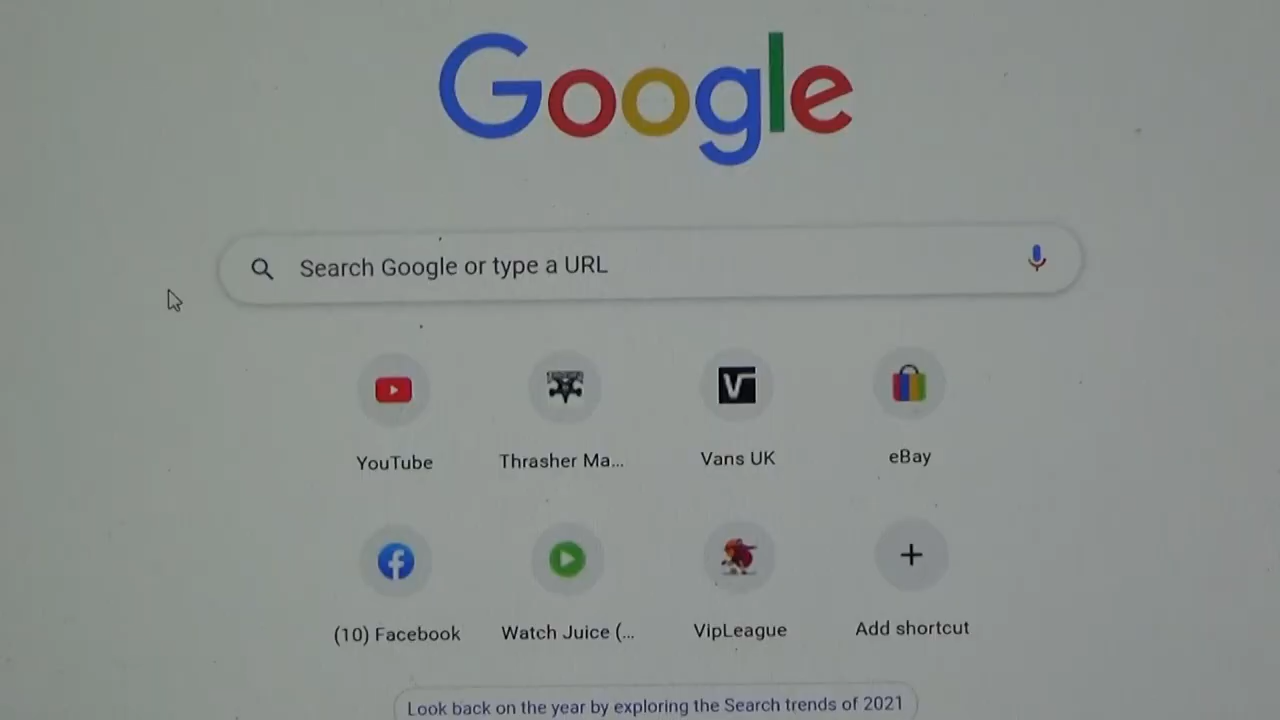 Google
Search Google or type a URL
YouTube
Thrasher Ma...
Vans UK
eBay
(10) Facebook
Watch Juice (...
VipLeague
Add shortcut
Look back on the year by exploring the Search trends of 2021